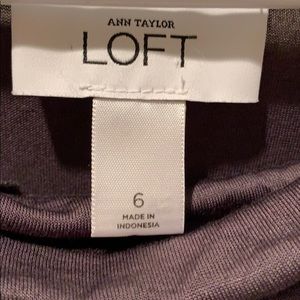 ANN TAYLOR
LOFT
6
MADE IN
INDONESIA